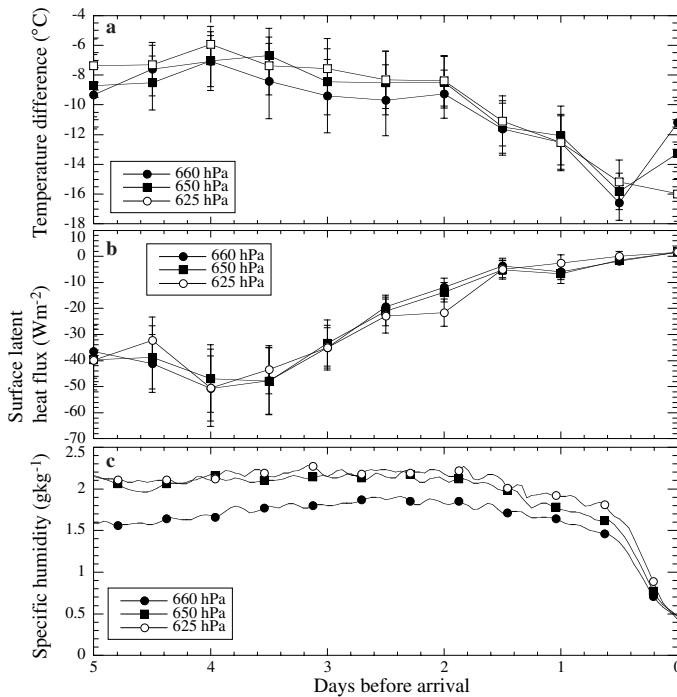 a
Temperature difference (°C)
-4
-6
-8
-10
-12
-14
-16
-18
660 hPa
650 hPa
625 hPa
b
Surface latent
heat flux (Wm-2)
10
0
-10
-20
-30
-40
-50
-60
-70
660 hPa
650 hPa
625 hPa
c
Specific humidity (gkg-1)
2.5
2
1.5
1
0.5
0
660 hPa
650 hPa
625 hPa
5
4
3
2
1
0
Days before arrival